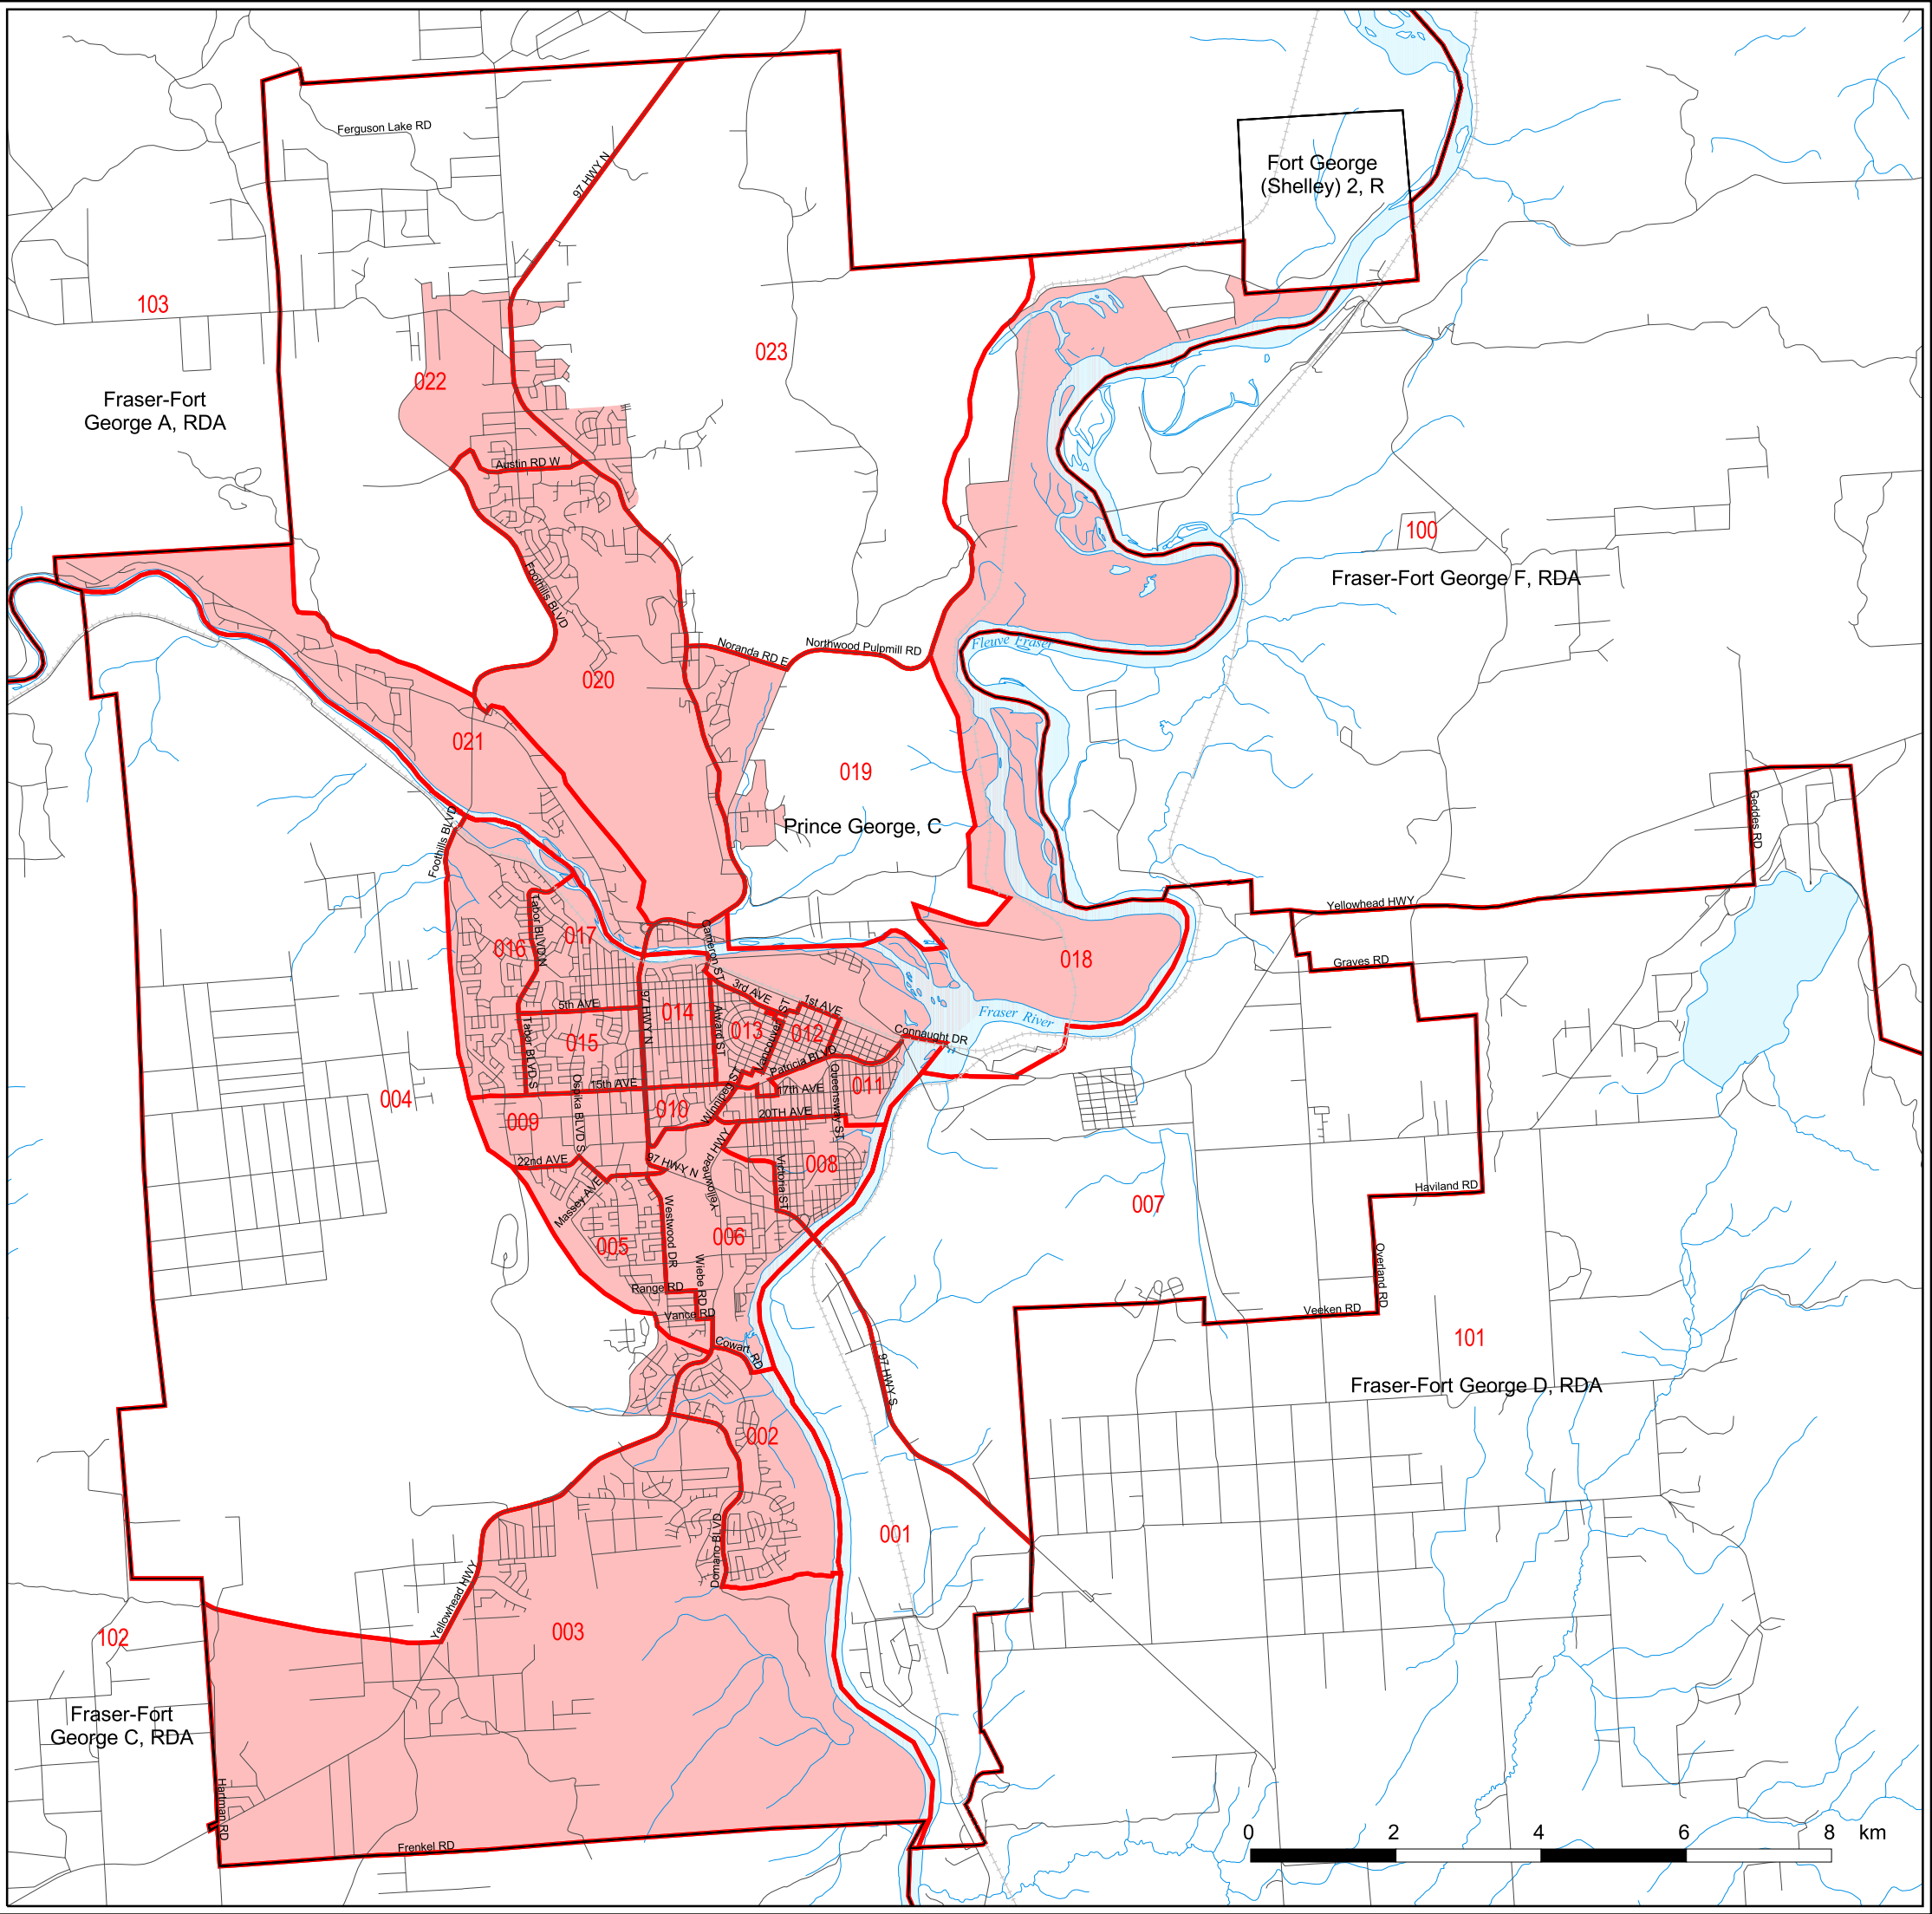 Ferguson Lake RD
97 HWY N
Fort George
(Shelley) 2, R
103
023
022
Fraser-Fort
George A, RDA
Austin RD W
100
Fraser-Fort George F, RDA
Foothills BLVD
Noranda RD E
Northwood Pulpmill RD
Fleuve Fraser
020
021
019
Prince George, C
Geddes RD
Foothills BLVD
Yellowhead HWY
Tabor BLVD N
016
017
Cameron ST
018
Graves RD
3rd AVE
1st AVE
5th AVE
97 HWY N
014
Alward ST
013
Vancouver ST
012
Fraser River
Connaught DR
Tabor BLVD S
015
Patricia BLVD
004
Ospika BLVD S
15th AVE
17th AVE
Queensway ST
011
009
010
Winnipeg ST
20TH AVE
22nd AVE
97 HWY N
Yellowhead HWY
Victoria ST
008
Massey AVE
Westwood DR
007
Haviland RD
005
006
Wiebe RD
Range RD
Overland RD
Vance RD
Veeken RD
Cowart RD
101
97 HWY S
Fraser-Fort George D, RDA
002
001
Domano BLVD
Yellowhead HWY
003
102
Fraser-Fort
George C, RDA
Hartman RD
Frenkel RD
0 2 4 6 8 km